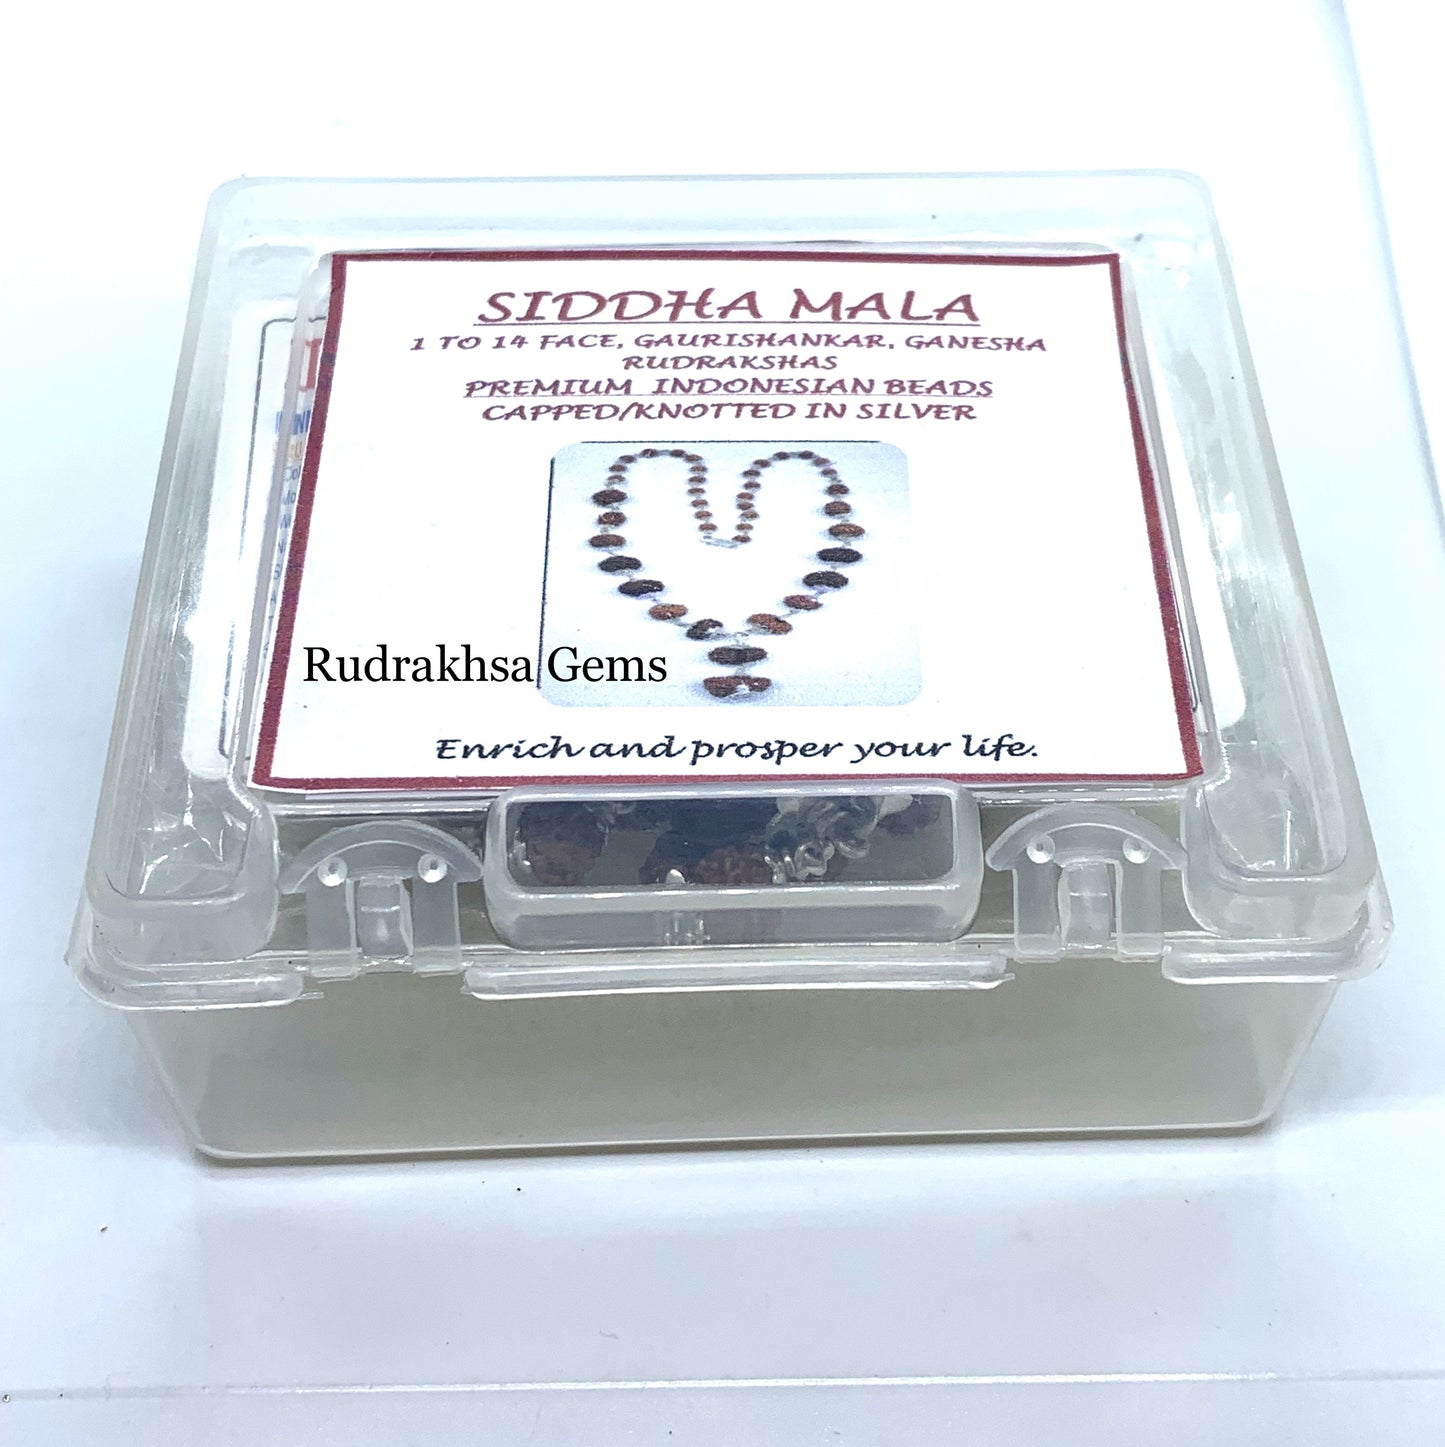 SIDDHA MALA
1 TO 14 FACE, GAURISHANKAR, GANESHA
RUDRAKSHAS
PREMIUM INDONESIAN BEADS
CAPPED/KNOTTED IN SILVER
Rudrakhsa Gems
Enrich and prosper your life.